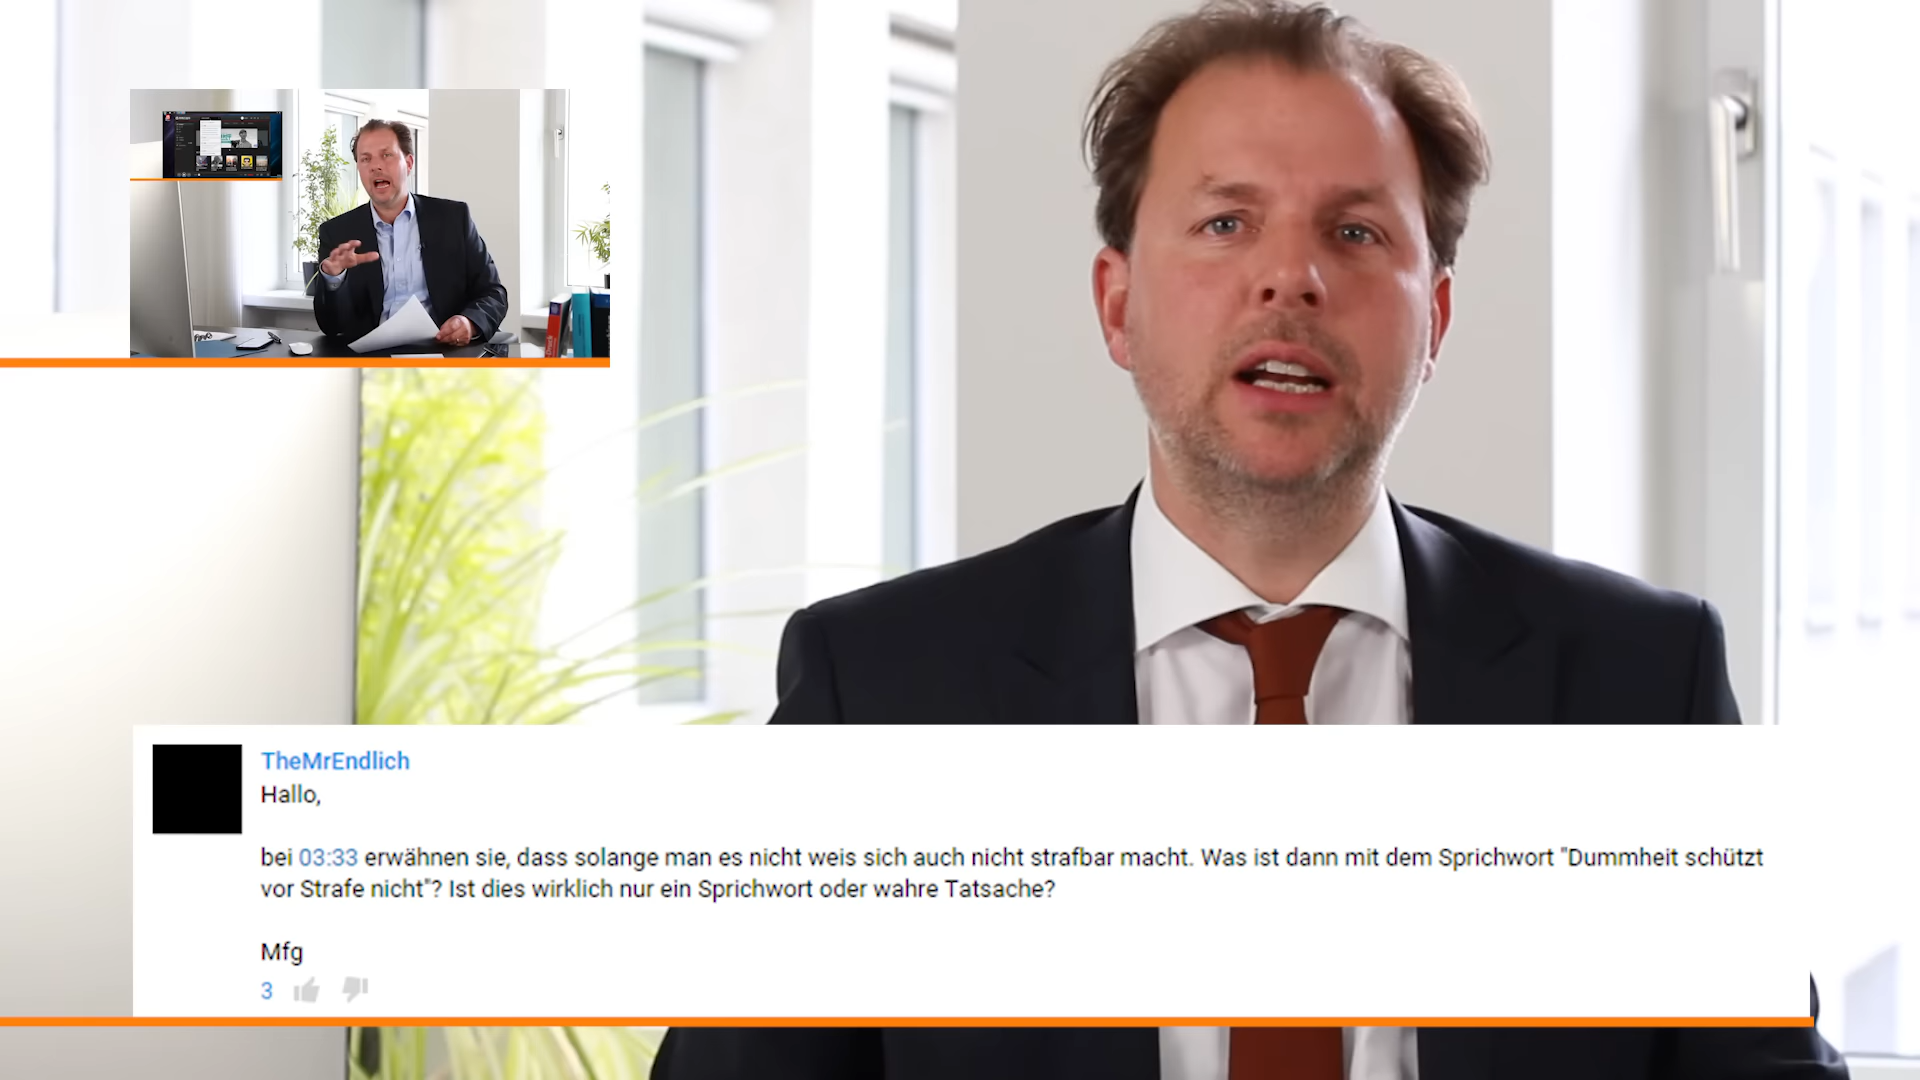 TheMrEndlich
Hallo,
bei 03:33 erwähnen sie, dass solange man es nicht weis sich auch nicht strafbar macht. Was ist dann mit dem Sprichwort "Dummheit schützt
vor Strafe nicht"? Ist dies wirklich nur ein Sprichwort oder wahre Tatsache?
Mfg
3